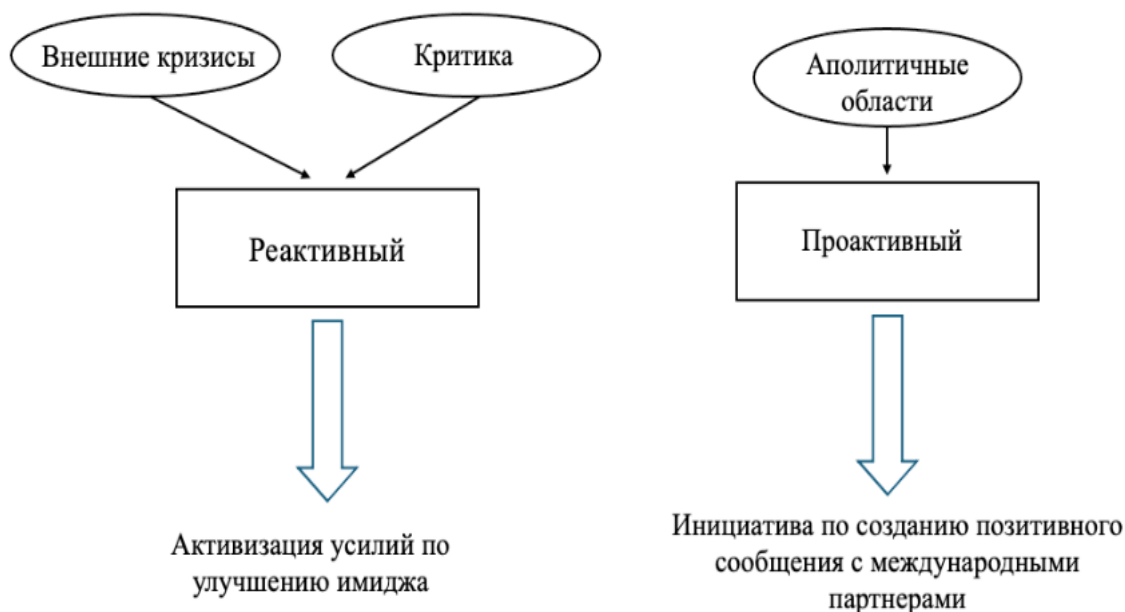 Внешние кризисы
Критика
Аполитичные
области
Реактивный
Проактивный
Активизация усилий по
улучшению имиджа
Инициатива по созданию позитивного
сообщения с международными
партнерами